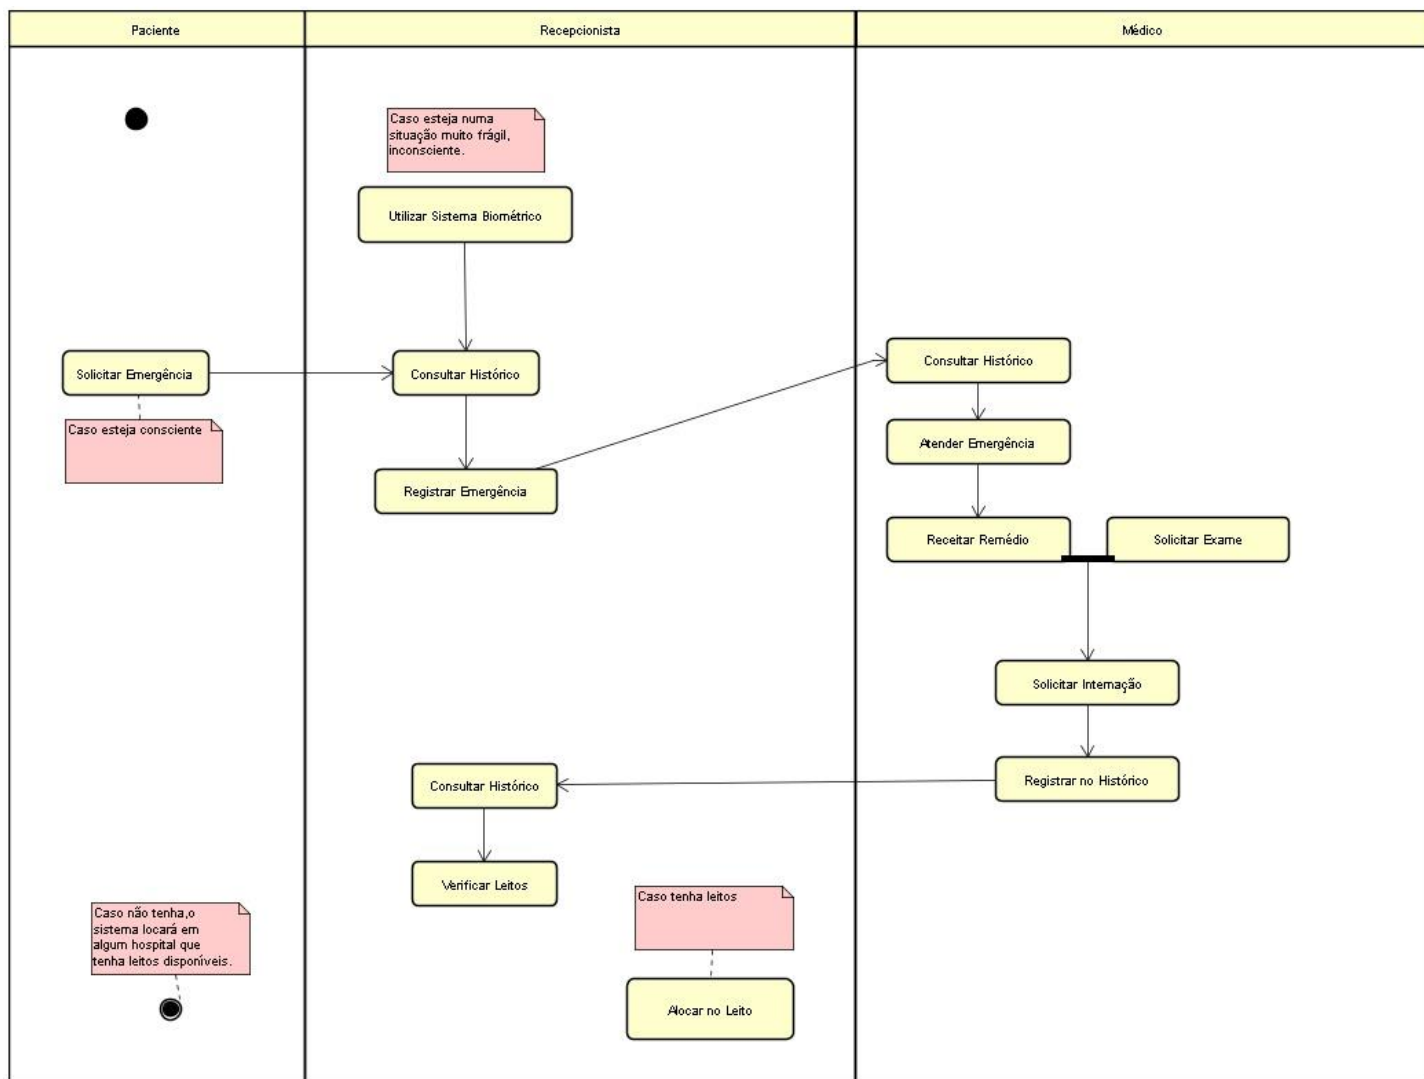 Paciente
Recepcionista
Médico
Caso esteja numa
situação muito frágil,
inconsciente.
Utilizar Sistema Biométrico
Solicitar Emergência
Consultar Histórico
Consultar Histórico
Caso esteja consciente
Atender Emergência
Registrar Emergência
Receitar Remédio
Solicitar Exame
Solicitar Internação
Consultar Histórico
Registrar no Histórico
Verificar Leitos
Caso tenha leitos
Caso não tenha,o
sistema locará em
algum hospital que
tenha leitos disponíveis.
Alocar no Leito